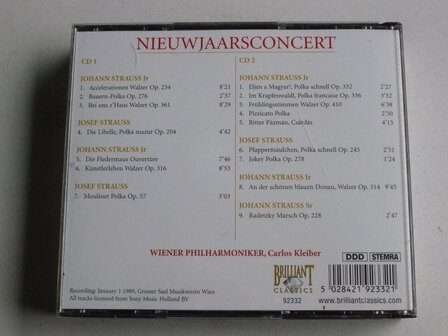 NIEUWJAARSCONCERT
CD 1
JOHANN STRAUSS Jr
1. Accelerationen Walzer Op. 234 8'21
2. Bauern-Polka Op. 276 2'37
3. Bei uns z'Haus Walzer Op. 361 8'29
JOSEF STRAUSS
4. Die Libelle, Polka mazur Op. 204 4'42
JOHANN STRAUSS Jr
5. Die Fledermaus Ouvertüre 7'46
6. Künstlerleben Walzer Op. 316 8'53
JOSEF STRAUSS
7. Moulinet Polka Op. 57 3'03
CD 2
JOHANN STRAUSS Jr
1. Eljen a Magyar!, Polka schnell Op. 332 2'27
2. Im Krapfenwaldl, Polka francaise Op. 336 5'52
3. Frühlingsstimmen Walzer Op. 410 6'38
4. Pizzicato Polka 2'50
5. Ritter Pázmán, Csárdás 4'15
JOSEF STRAUSS
6. Plappermäulchen, Polka schnell Op. 245 2'51
7. Jokey Polka Op. 278 1'24
JOHANN STRAUSS Jr
8. An der schönen blauen Donau, Walzer Op. 314 9'45
JOHANN STRAUSS Sr
9. Radetzky Marsch Op. 228 2'47
WIENER PHILHARMONIKER, Carlos Kleiber
Recording: January 1 1989, Grosser Saal Musikverein Wien
All tracks licensed from Sony Music Holland BV
BRILLIANT
CLASSICS
92332
DDD STEMRA
5 028421 923321
www.brilliantclassics.com